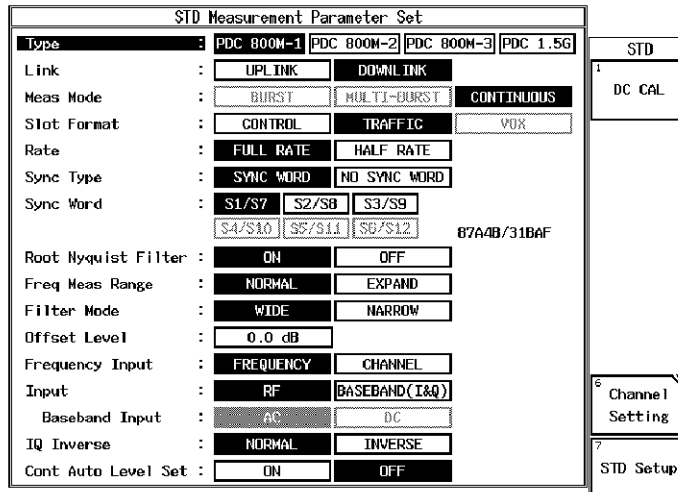 STD Measurement Parameter Set
Type : PDC 800M-1 PDC 800M-2 PDC 800M-3 PDC 1.5G
Link : UPLINK DOWNLINK
Meas Mode : BURST MULTI-BURST CONTINUOUS
Slot Format : CONTROL TRAFFIC VOX
Rate : FULL RATE HALF RATE
Sync Type : SYNC WORD NO SYNC WORD
Sync Word : S1/S7 S2/S8 S3/S9
S4/S10 S5/S11 S6/S12 87A4B/31BAF
Root Nyquist Filter : ON OFF
Freq Meas Range : NORMAL EXPAND
Filter Mode : WIDE NARROW
Offset Level : 0.0 dB
Frequency Input : FREQUENCY CHANNEL
Input : RF BASEBAND(I&Q)
Baseband Input : AC DC
IQ Inverse : NORMAL INVERSE
Cont Auto Level Set : ON OFF
STD
1
DC CAL
6
Channel
Setting
7
STD Setup